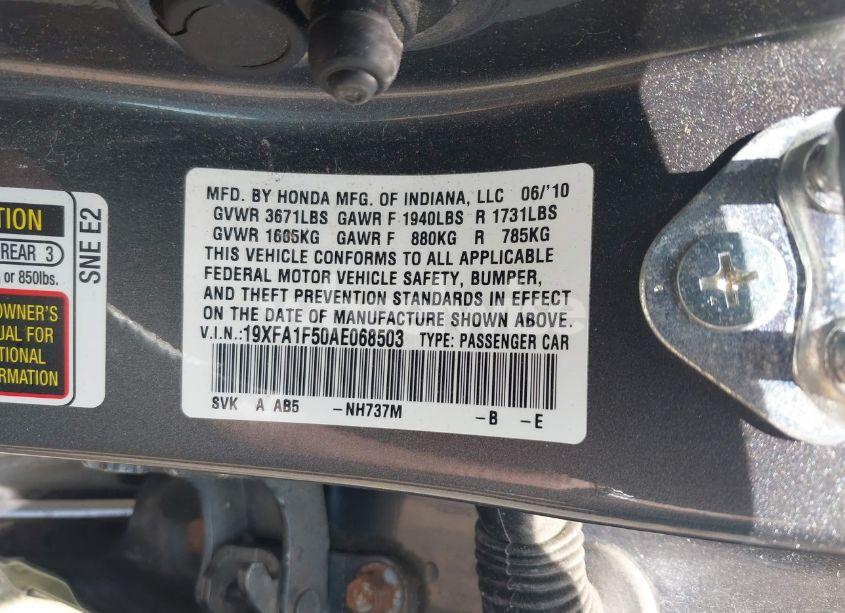 TION
REAR 3
or 850lbs.
OWNER'S
UAL FOR
TIONAL
FORMATION
SNE E2
MFD. BY HONDA MFG. OF INDIANA, LLC 06/'10
GVWR 3671LBS GAWR F 1940LBS R 1731LBS
GVWR 1665KG GAWR F 880KG R 785KG
THIS VEHICLE CONFORMS TO ALL APPLICABLE
FEDERAL MOTOR VEHICLE SAFETY, BUMPER,
AND THEFT PREVENTION STANDARDS IN EFFECT
ON THE DATE OF MANUFACTURE SHOWN ABOVE.
V.I.N.:19XFA1F50AE068503 TYPE: PASSENGER CAR
SVK A AB5 -NH737M -B -E